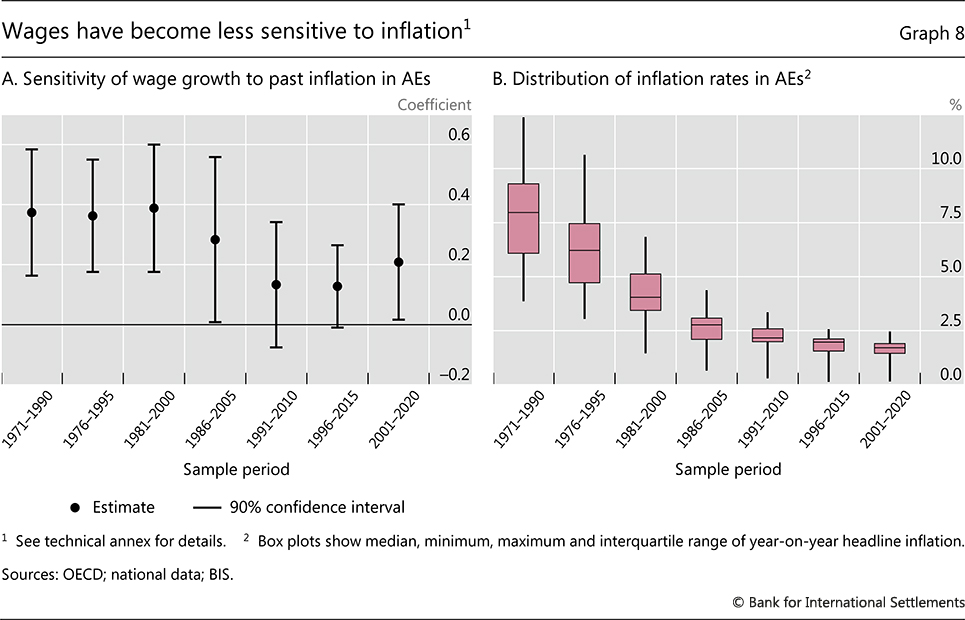 Wages have become less sensitive to inflation¹
Graph 8
A. Sensitivity of wage growth to past inflation in AEs
Coefficient
0.6
0.4
0.2
0.0
–0.2
1971–1990
1976–1995
1981–2000
1986–2005
1991–2010
1996–2015
2001–2020
Sample period
Estimate
90% confidence interval
B. Distribution of inflation rates in AEs²
%
10.0
7.5
5.0
2.5
0.0
1971–1990
1976–1995
1981–2000
1986–2005
1991–2010
1996–2015
2001–2020
Sample period
¹ See technical annex for details. ² Box plots show median, minimum, maximum and interquartile range of year-on-year headline inflation.
Sources: OECD; national data; BIS.
© Bank for International Settlements